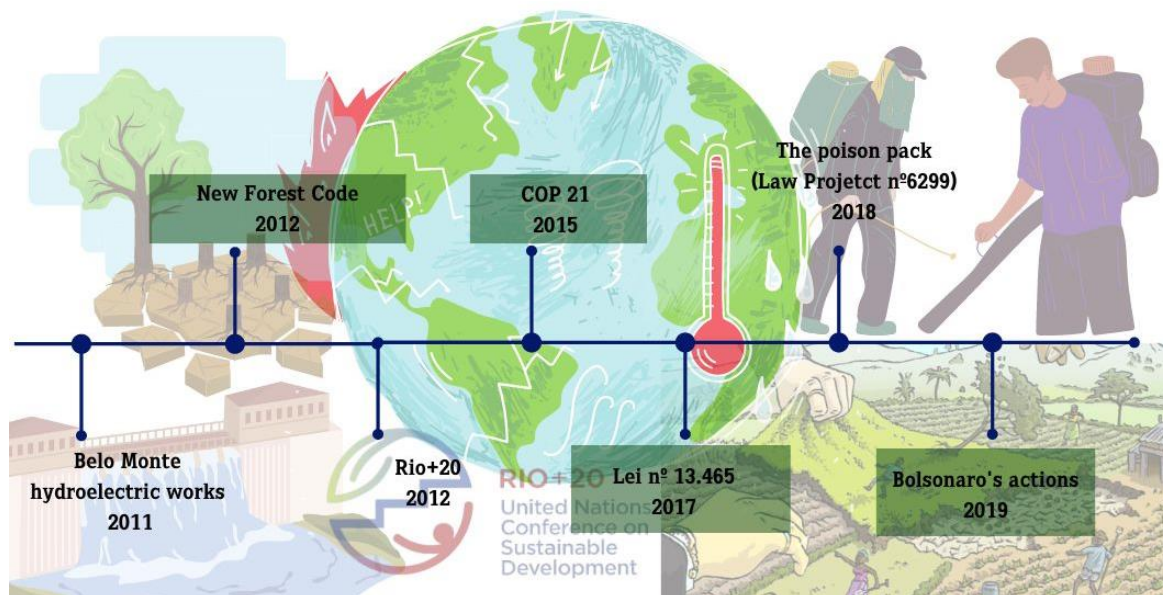 New Forest Code
2012
HELP!
COP 21
2015
The poison pack
(Law Projetct nº6299)
2018
Belo Monte
hydroelectric works
2011
Rio+20
2012
RIO+20
United Nations
Conference on
Sustainable
Development
Lei nº 13.465
2017
Bolsonaro's actions
2019